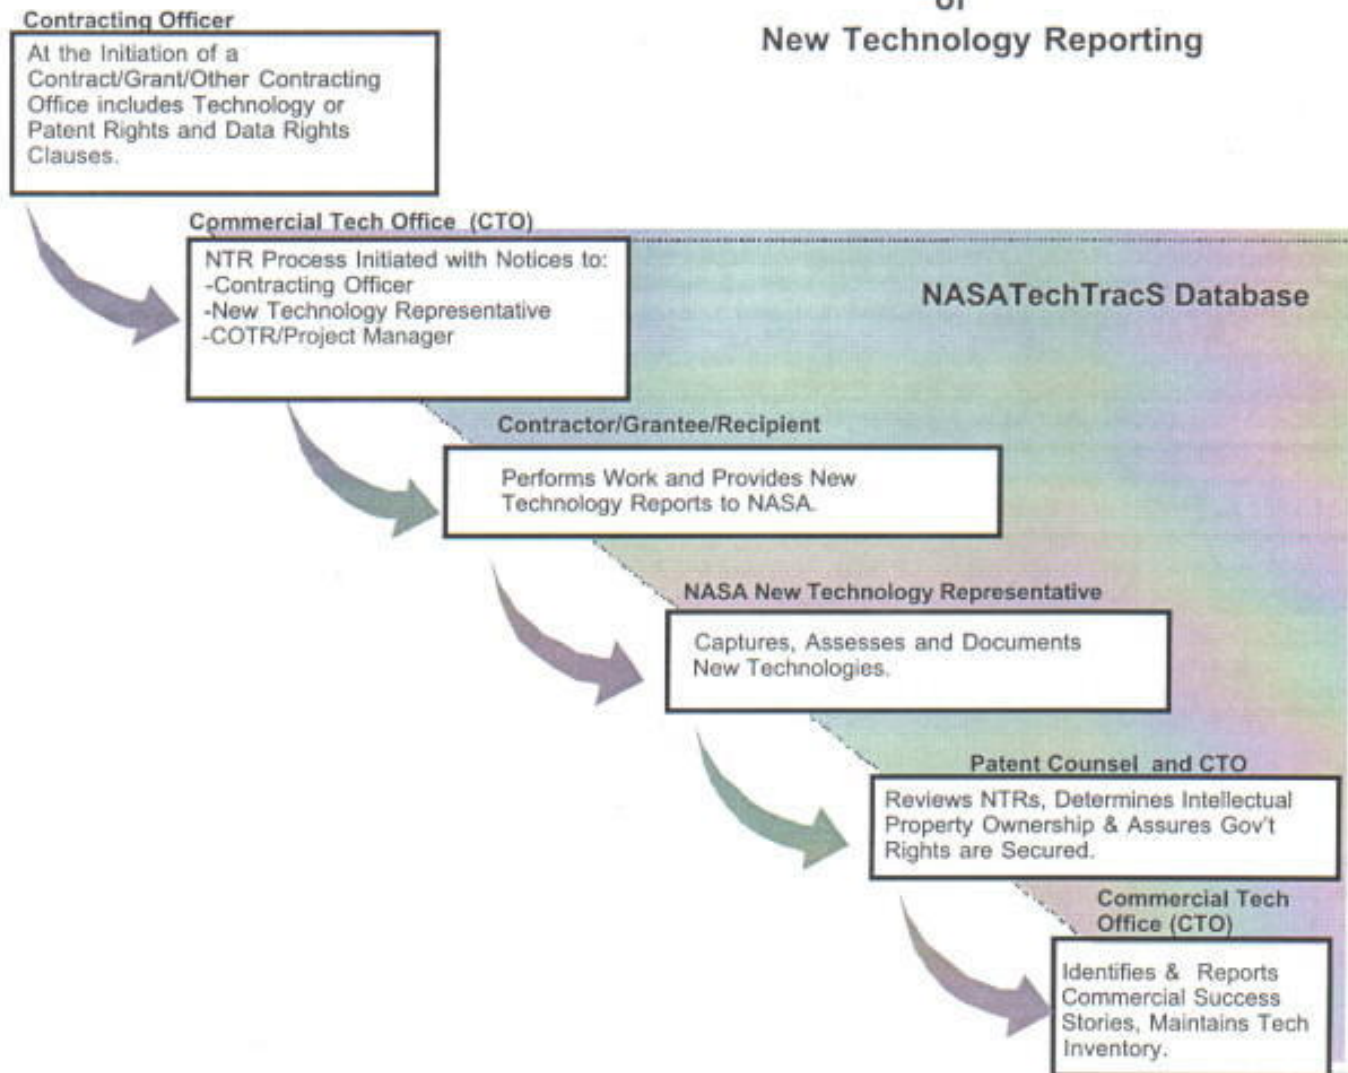 or
New Technology Reporting
Contracting Officer
At the Initiation of a
Contract/Grant/Other Contracting
Office includes Technology or
Patent Rights and Data Rights
Clauses.
Commercial Tech Office (CTO)
NTR Process Initiated with Notices to:
-Contracting Officer
-New Technology Representative
-COTR/Project Manager
NASATechTracS Database
Contractor/Grantee/Recipient
Performs Work and Provides New
Technology Reports to NASA.
NASA New Technology Representative
Captures, Assesses and Documents
New Technologies.
Patent Counsel and CTO
Reviews NTRs, Determines Intellectual
Property Ownership & Assures Gov't
Rights are Secured.
Commercial Tech
Office (CTO)
Identifies & Reports
Commercial Success
Stories, Maintains Tech
Inventory.